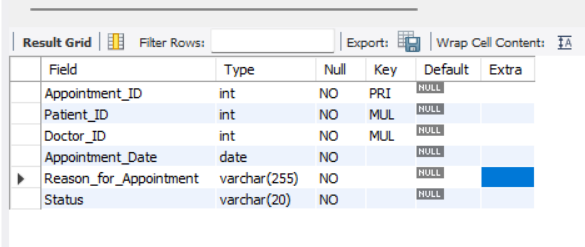 Result Grid Filter Rows: Export: Wrap Cell Content: IA
Field Type Null Key Default Extra
Appointment_ID int NO PRI NULL
Patient_ID int NO MUL NULL
Doctor_ID int NO MUL NULL
Appointment_Date date NO NULL
Reason_for_Appointment varchar(255) NO NULL
Status varchar(20) NO NULL